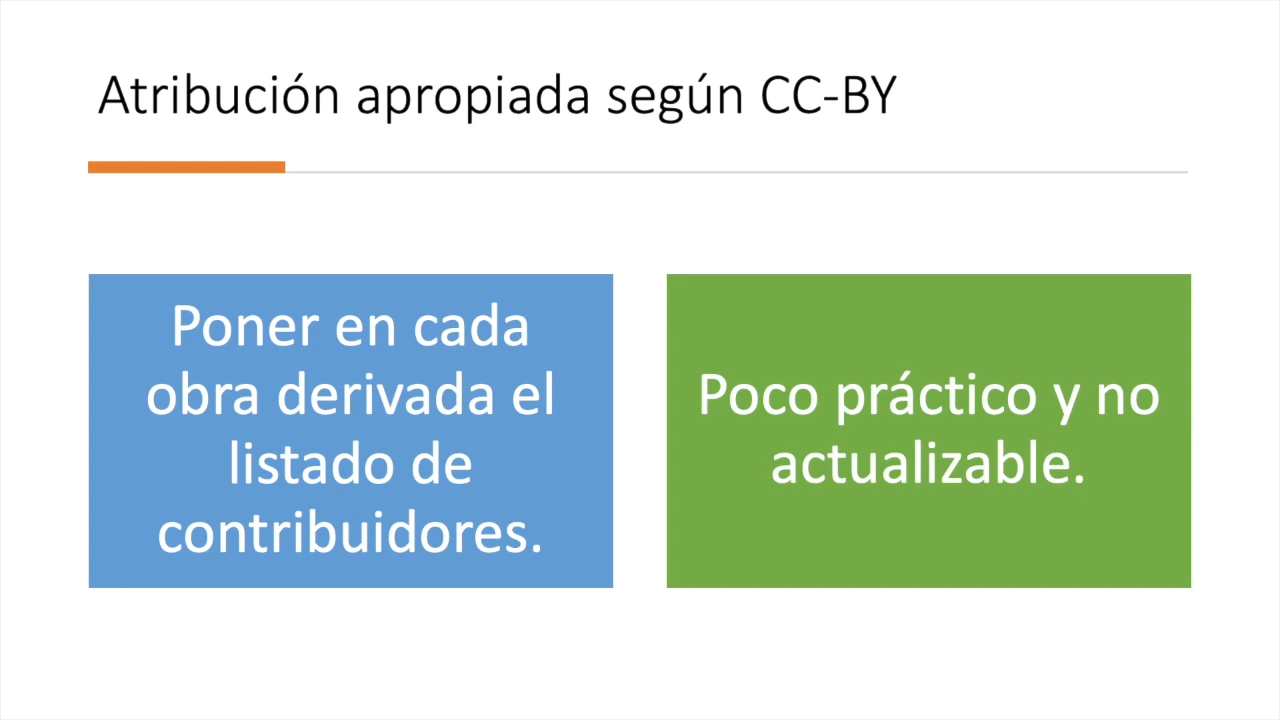 Atribución apropiada según CC-BY
Poner en cada
obra derivada el
listado de
contribuidores.
Poco práctico y no
actualizable.